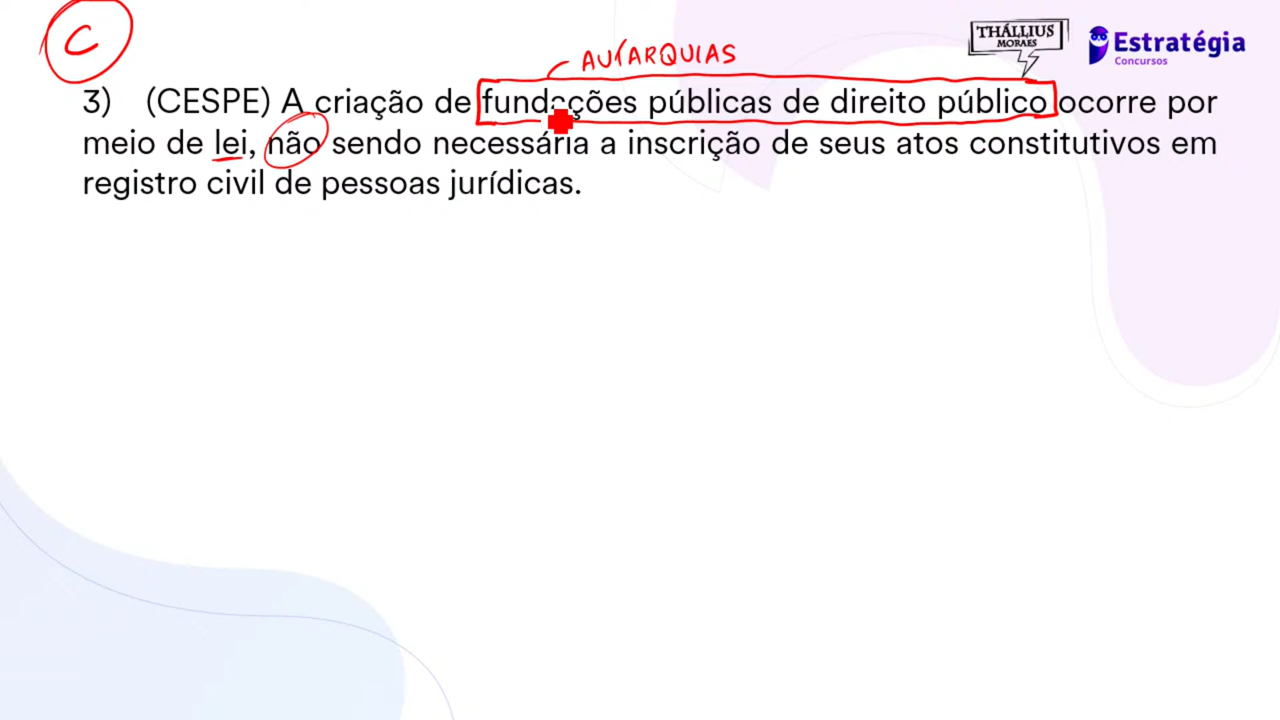 C
THÁLLIUS
MORAES
Estratégia
Concursos
AUTARQUIAS
3) (CESPE) A criação de fundações públicas de direito público ocorre por
meio de lei, não sendo necessária a inscrição de seus atos constitutivos em
registro civil de pessoas jurídicas.